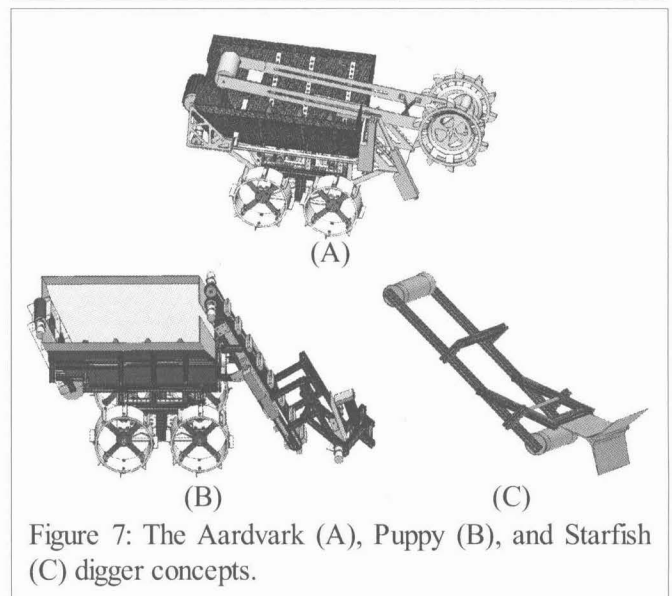 (A)
(B) (C)
Figure 7: The Aardvark (A), Puppy (B), and Starfish
(C) digger concepts.